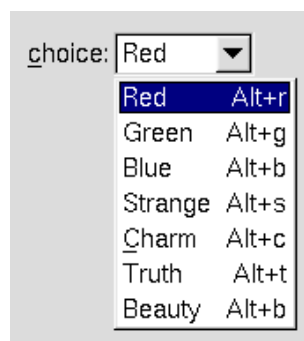 choice: Red
Red Alt+r
Green Alt+g
Blue Alt+b
Strange Alt+s
Charm Alt+c
Truth Alt+t
Beauty Alt+b